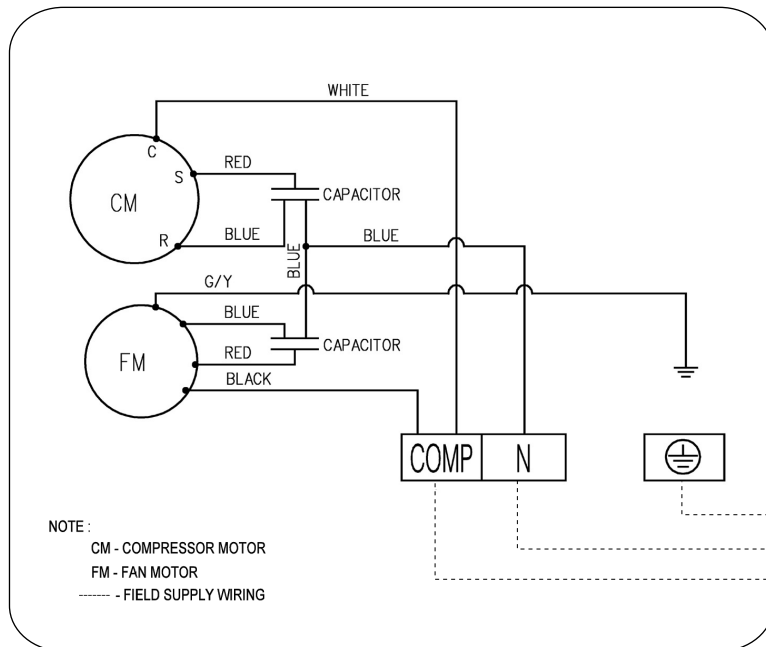 WHITE
C
RED
S
CAPACITOR
CM
R
BLUE
BLUE
BLUE
G/Y
BLUE
FM
CAPACITOR
RED
BLACK
COMP
N
NOTE :
CM - COMPRESSOR MOTOR
FM - FAN MOTOR
------- - FIELD SUPPLY WIRING